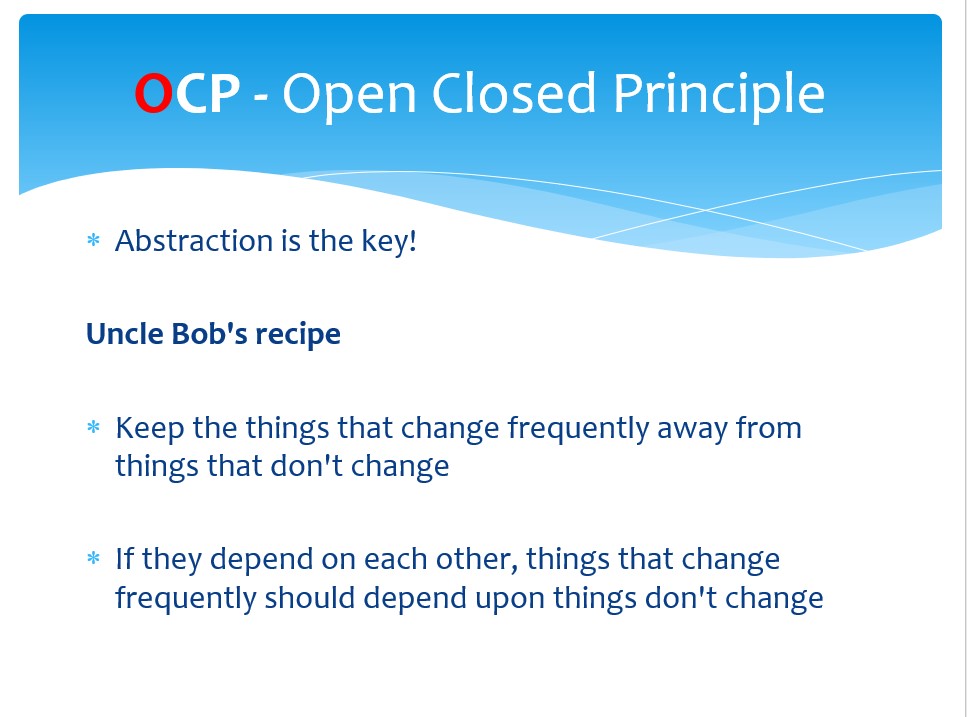 OCP - Open Closed Principle
* Abstraction is the key!
Uncle Bob's recipe
* Keep the things that change frequently away from
things that don't change
* If they depend on each other, things that change
frequently should depend upon things don't change